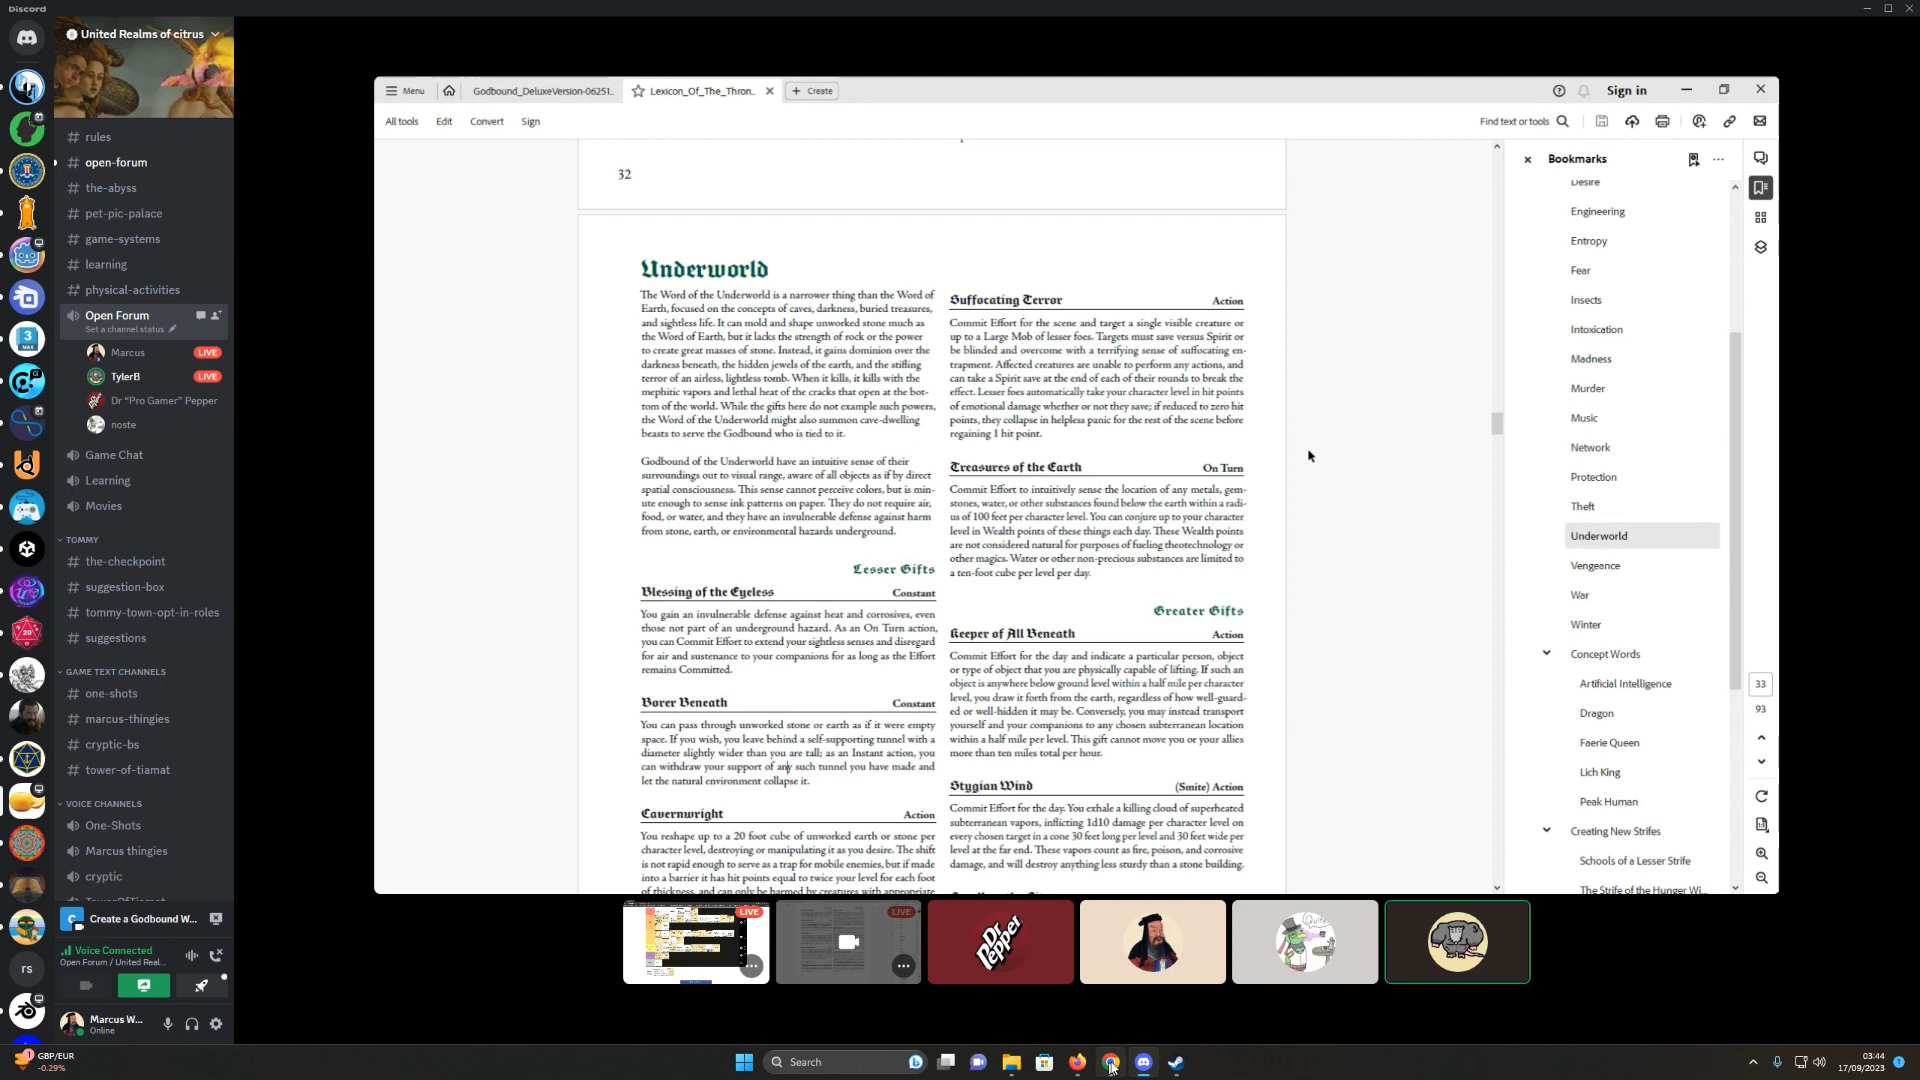 Discord
United Realms of citrus
rules
open-forum
the-abyss
pet-pic-palace
game-systems
learning
physical-activities
Open Forum
Set a channel status
Marcus LIVE
TylerB LIVE
Dr "Pro Gamer" Pepper
noste
Game Chat
Learning
Movies
TOMMY
the-checkpoint
suggestion-box
tommy-town-opt-in-roles
suggestions
GAME TEXT CHANNELS
one-shots
marcus-thingies
cryptic-bs
tower-of-tiamat
VOICE CHANNELS
One-Shots
Marcus thingies
cryptic
TowerOfTiamat
Create a Godbound W...
Voice Connected
Open Forum / United Real...
rs
Marcus W...
Online
Menu
Godbound_DeluxeVersion-06251...
Lexicon_Of_The_Thron...
+ Create
Sign in
All tools Edit Convert Sign
Find text or tools
32
Underworld
The Word of the Underworld is a narrower thing than the Word of
Earth, focused on the concepts of caves, darkness, buried treasures,
and sightless life. It can mold and shape unworked stone much as
the Word of Earth, but it lacks the strength of rock or the power
to create great masses of stone. Instead, it gains dominion over the
darkness beneath, the hidden jewels of the earth, and the stifling
terror of an airless, lightless tomb. When it kills, it kills with the
mephitic vapors and lethal heat of the cracks that open at the bot-
tom of the world. While the gifts here do not example such powers,
the Word of the Underworld might also summon cave-dwelling
beasts to serve the Godbound who is tied to it.
Godbound of the Underworld have an intuitive sense of their
surroundings out to visual range, aware of all objects as if by direct
spatial consciousness. This sense cannot perceive colors, but is min-
ute enough to sense ink patterns on paper. They do not require air,
food, or water, and they have an invulnerable defense against harm
from stone, earth, or environmental hazards underground.
Lesser Gifts
Blessing of the Eyeless Constant
You gain an invulnerable defense against heat and corrosives, even
those not part of an underground hazard. As an On Turn action,
you can Commit Effort to extend your sightless senses and disregard
for air and sustenance to your companions for as long as the Effort
remains Committed.
Borer Beneath Constant
You can pass through unworked stone or earth as if it were empty
space. If you wish, you leave behind a self-supporting tunnel with a
diameter slightly wider than you are tall; as an Instant action, you
can withdraw your support of any such tunnel you have made and
let the natural environment collapse it.
Cavernwright Action
You reshape up to a 20 foot cube of unworked earth or stone per
character level, destroying or manipulating it as you desire. The shift
is not rapid enough to serve as a trap for mobile enemies, but if made
into a barrier it has hit points equal to twice your level for each foot
of thickness, and can only be harmed by creatures with appropriate
Suffocating Terror Action
Commit Effort for the scene and target a single visible creature or
up to a Large Mob of lesser foes. Targets must save versus Spirit or
be blinded and overcome with a terrifying sense of suffocating en-
trapment. Affected creatures are unable to perform any actions, and
can take a Spirit save at the end of each of their rounds to break the
effect. Lesser foes automatically take your character level in hit points
of emotional damage whether or not they save; if reduced to zero hit
points, they collapse in helpless panic for the rest of the scene before
regaining 1 hit point.
Treasures of the Earth On Turn
Commit Effort to intuitively sense the location of any metals, gem-
stones, water, or other substances found below the earth within a radi-
us of 100 feet per character level. You can conjure up to your character
level in Wealth points of these things each day. These Wealth points
are not considered natural for purposes of fueling theotechnology or
other magics. Water or other non-precious substances are limited to
a ten-foot cube per level per day.
Greater Gifts
Keeper of All Beneath Action
Commit Effort for the day and indicate a particular person, object
or type of object that you are physically capable of lifting. If such an
object is anywhere below ground level within a half mile per character
level, you draw it forth from the earth, regardless of how well-guard-
ed or well-hidden it may be. Conversely, you may instead transport
yourself and your companions to any chosen subterranean location
within a half mile per level. This gift cannot move you or your allies
more than ten miles total per hour.
Stygian Wind (Smite) Action
Commit Effort for the day. You exhale a killing cloud of superheated
subterranean vapors, inflicting 1d10 damage per character level on
every chosen target in a cone 30 feet long per level and 30 feet wide per
level at the far end. These vapors count as fire, poison, and corrosive
damage, and will destroy anything less sturdy than a stone building.
Bookmarks
Desire
Engineering
Entropy
Fear
Insects
Intoxication
Madness
Murder
Music
Network
Protection
Theft
Underworld
Vengeance
War
Winter
Concept Words
Artificial Intelligence
Dragon
Faerie Queen
Lich King
Peak Human
Creating New Strifes
Schools of a Lesser Strife
The Strife of the Hunger Wi...
33
93
LIVE
LIVE
Dr Pepper
GBP/EUR
-0.29%
Search
03:44
17/09/2023